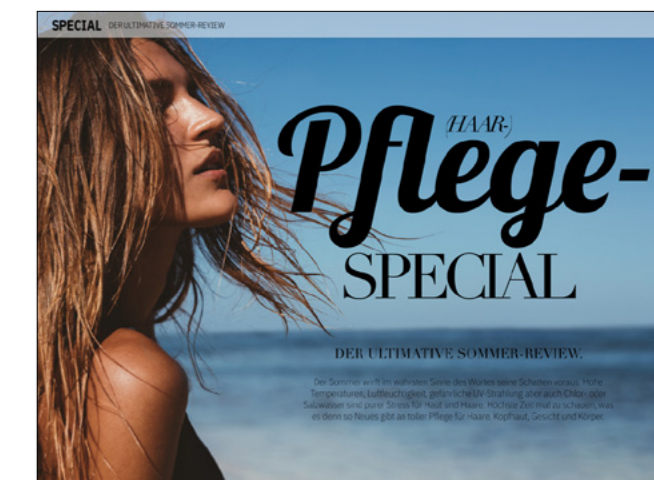 SPECIAL DER ULTIMATIVE SOMMER-REVIEW
(HAAR-)
Pflege-
SPECIAL
DER ULTIMATIVE SOMMER-REVIEW.
Der Sommer wirft im wahrsten Sinne des Wortes seine Schatten voraus. Hohe
Temperaturen, Luftfeuchtigkeit, gefährliche UV-Strahlung aber auch Chlor- oder
Salzwasser sind purer Stress für Haut und Haare. Höchste Zeit mal zu schauen, was
es denn so Neues gibt an toller Pflege für Haare, Kopfhaut, Gesicht und Körper.